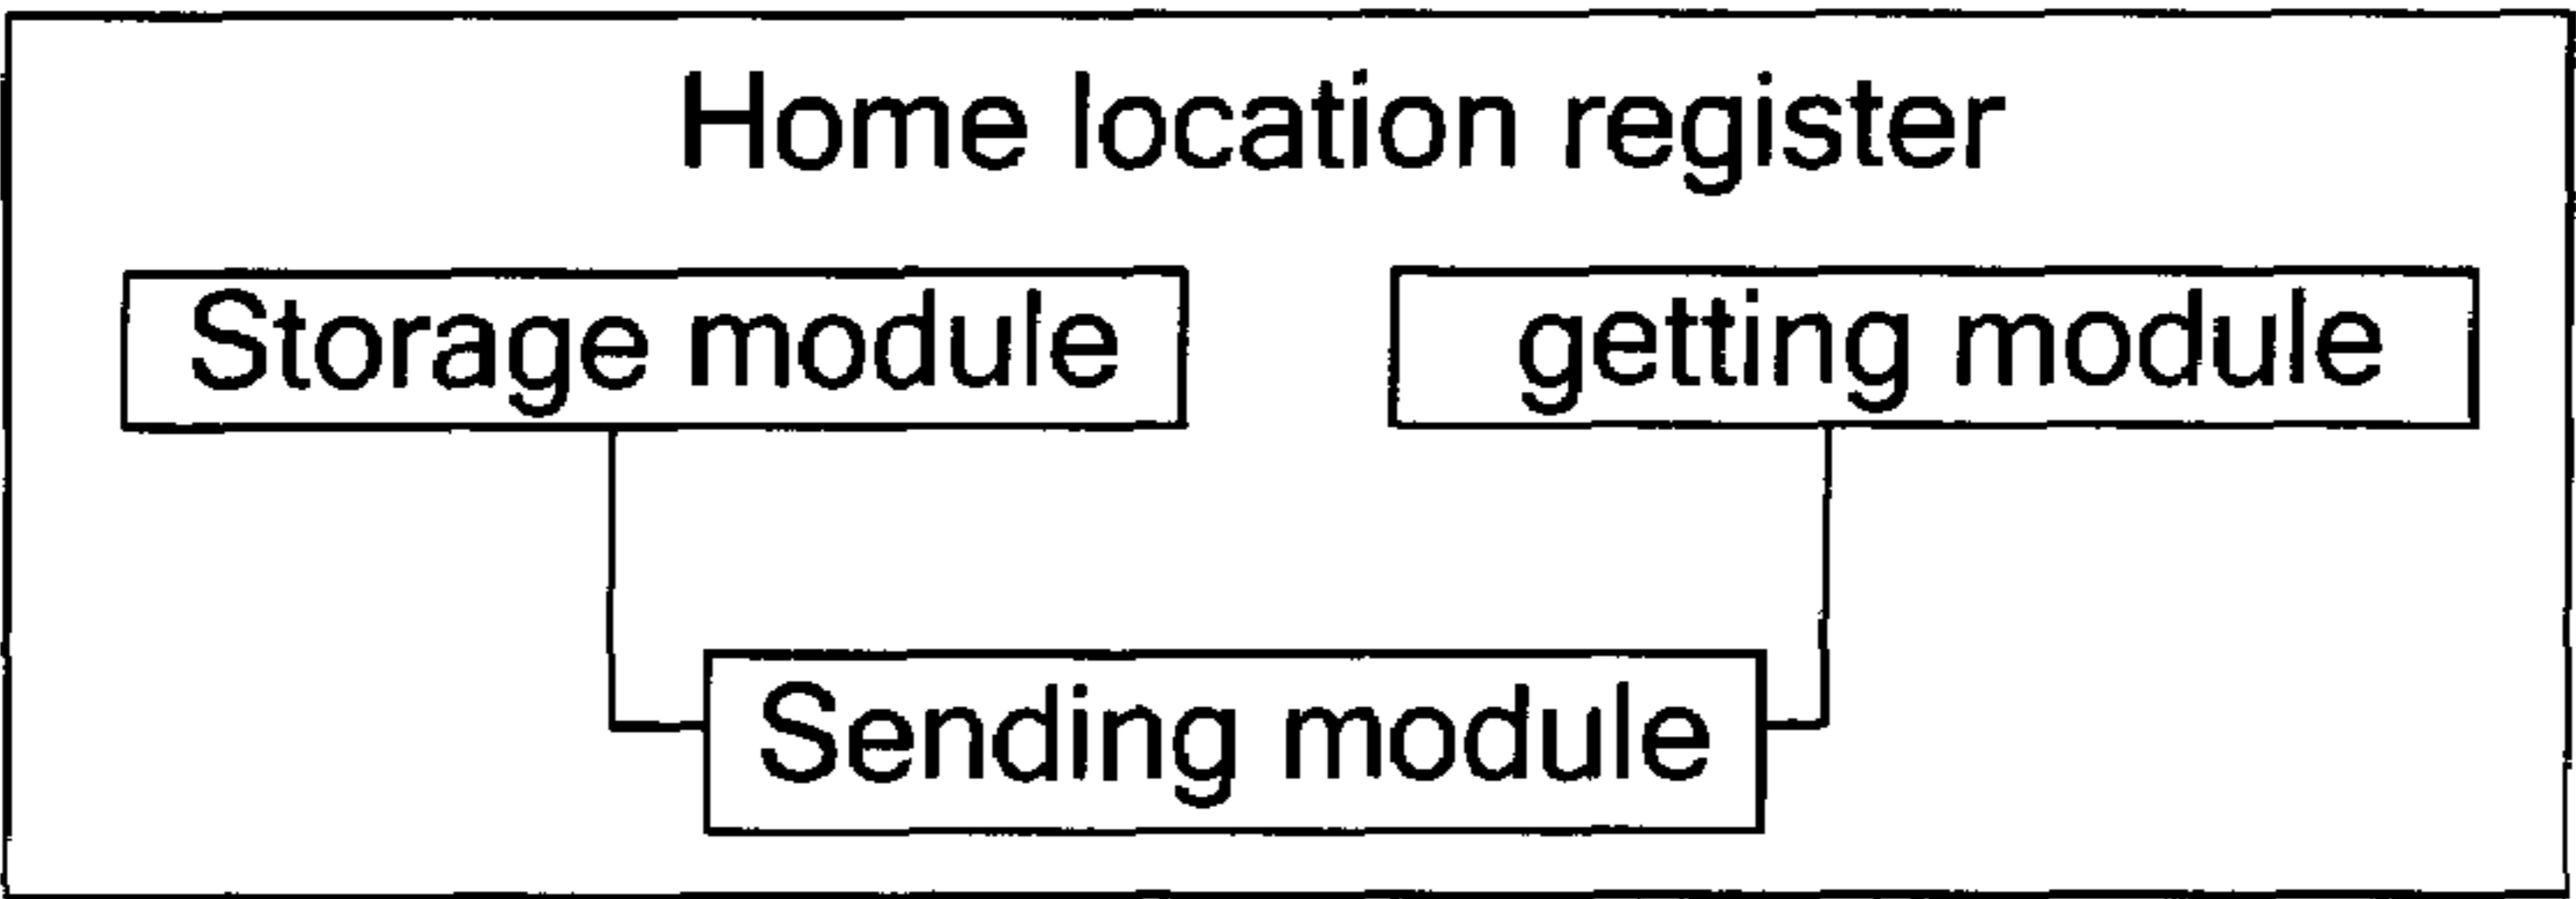 Home location register
Storage module
getting module
Sending module